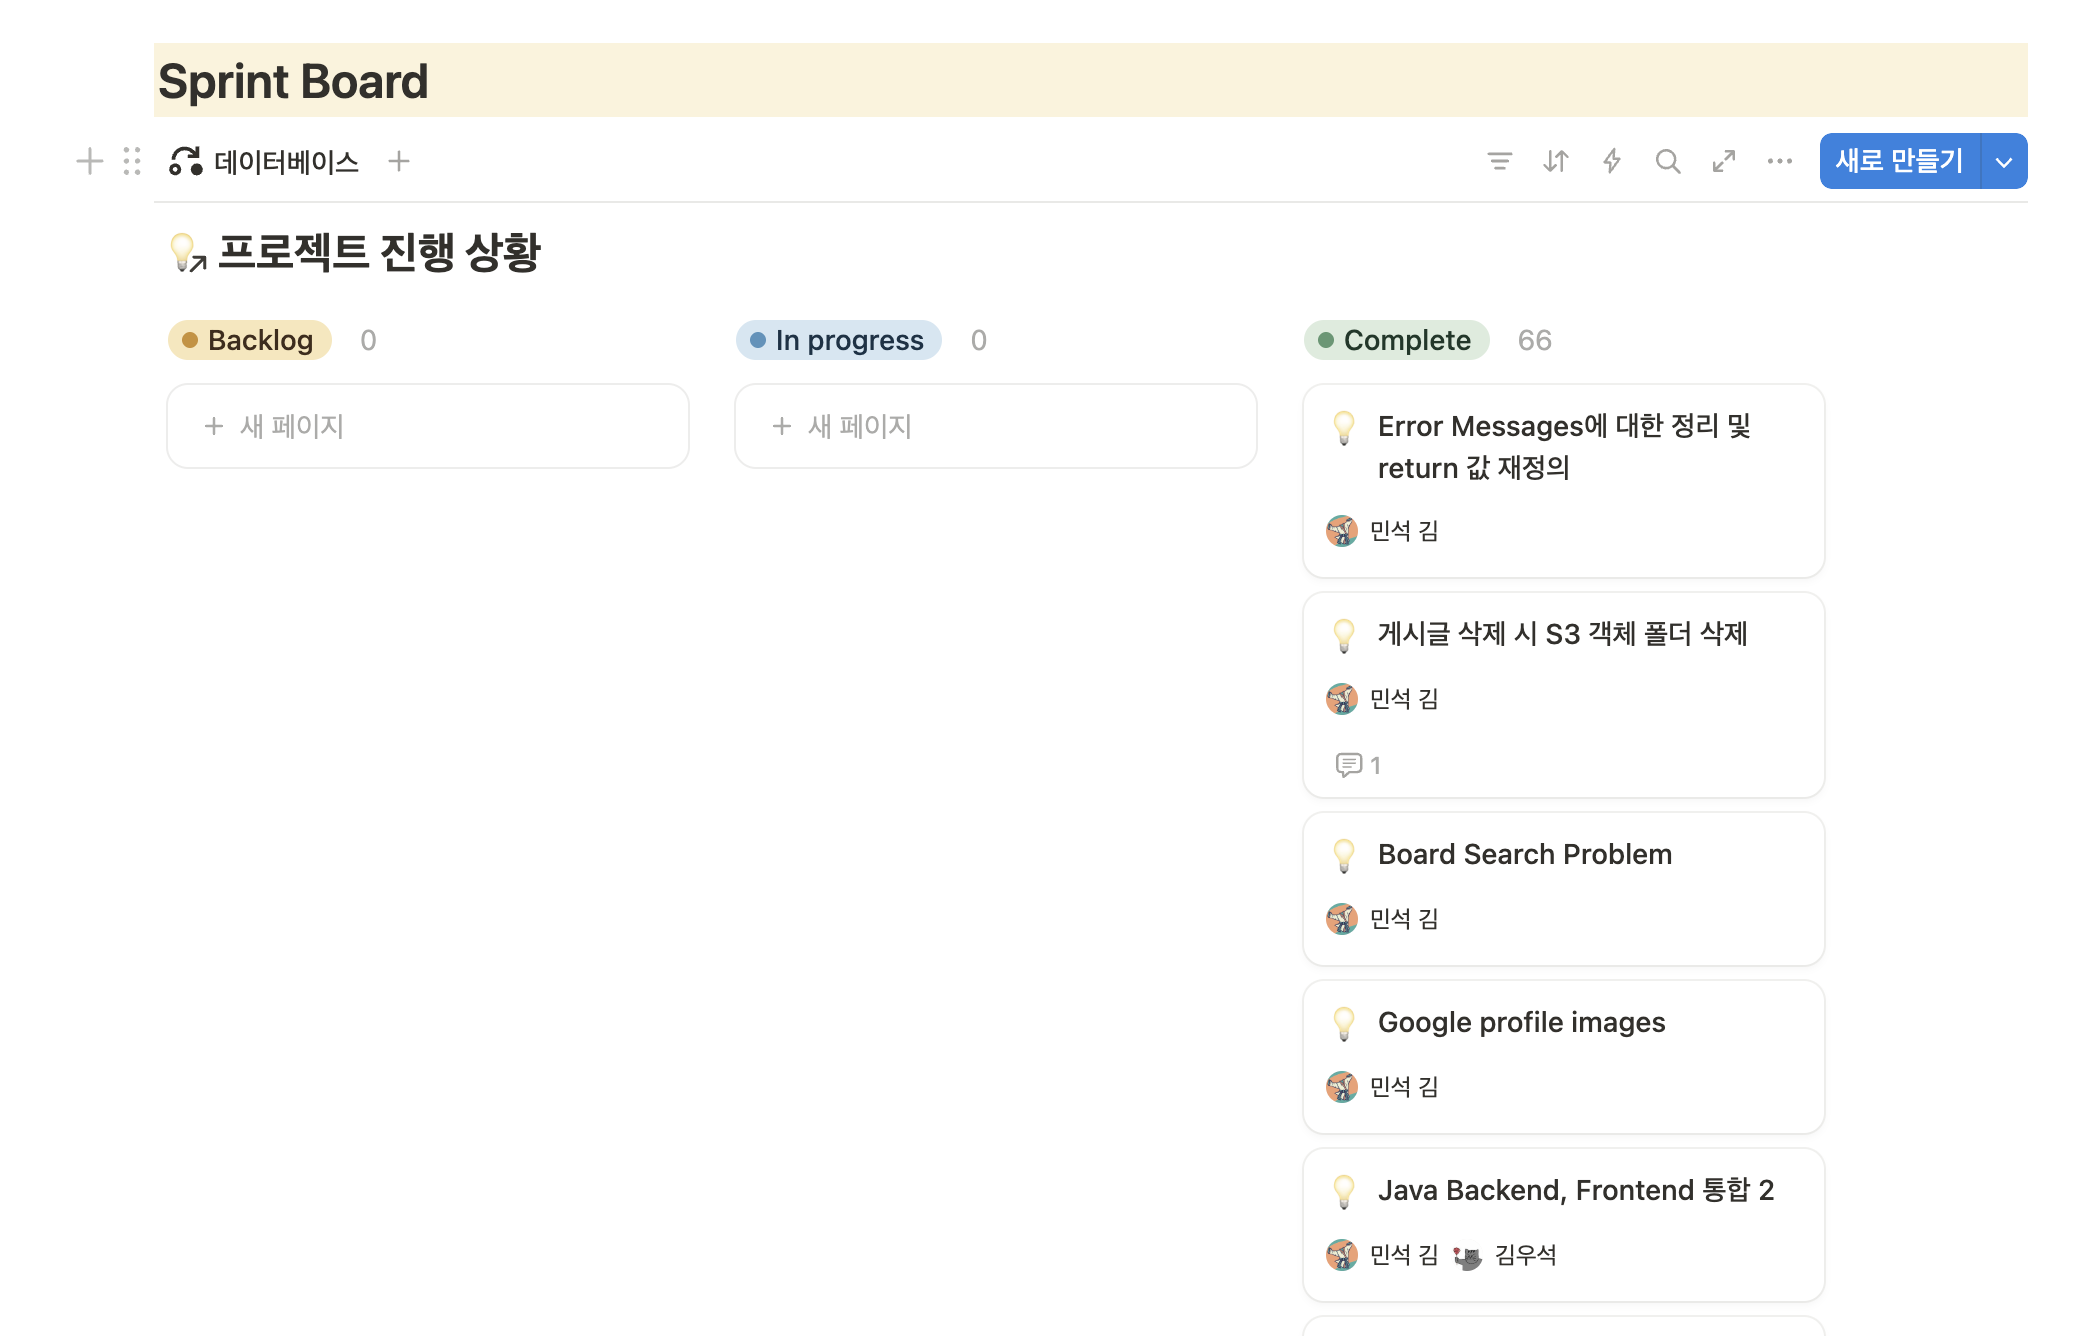 Sprint Board
데이터베이스
새로 만들기
프로젝트 진행 상황
Backlog 0
새 페이지
In progress 0
새 페이지
Complete 66
Error Messages에 대한 정리 및
return 값 재정의
민석 김
게시글 삭제 시 S3 객체 폴더 삭제
민석 김
1
Board Search Problem
민석 김
Google profile images
민석 김
Java Backend, Frontend 통합 2
민석 김 김우석